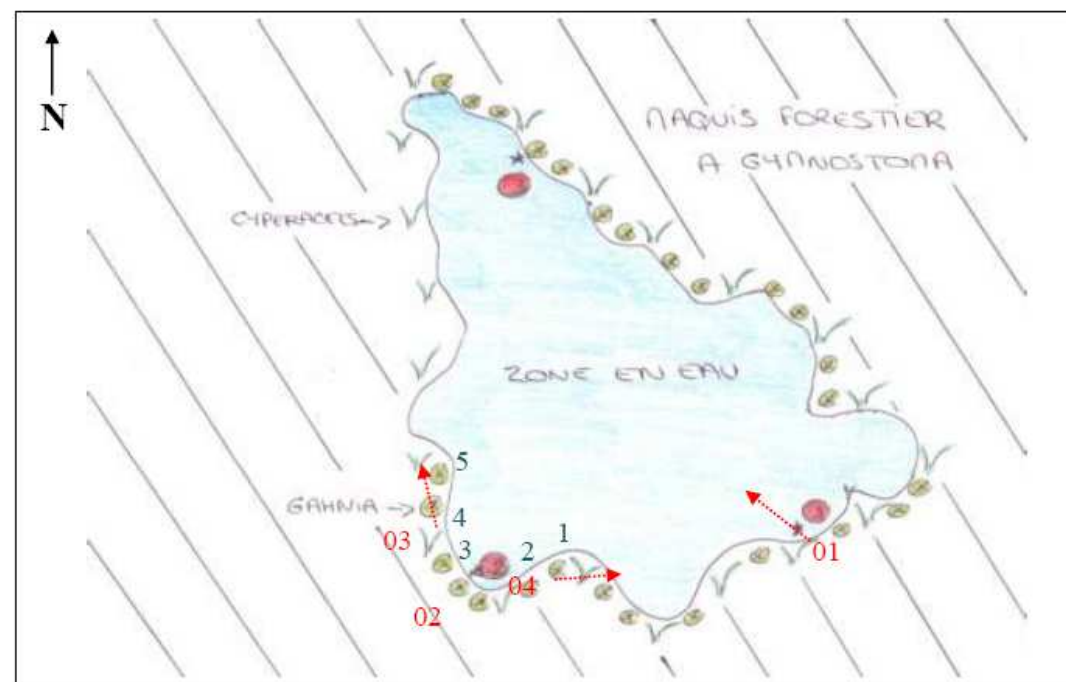 N
MAQUIS FORESTIER
A GYMNOSTOMA
CYPERACEES
ZONE EN EAU
5
GAHNIA
4
03
3
2
1
04
02
01